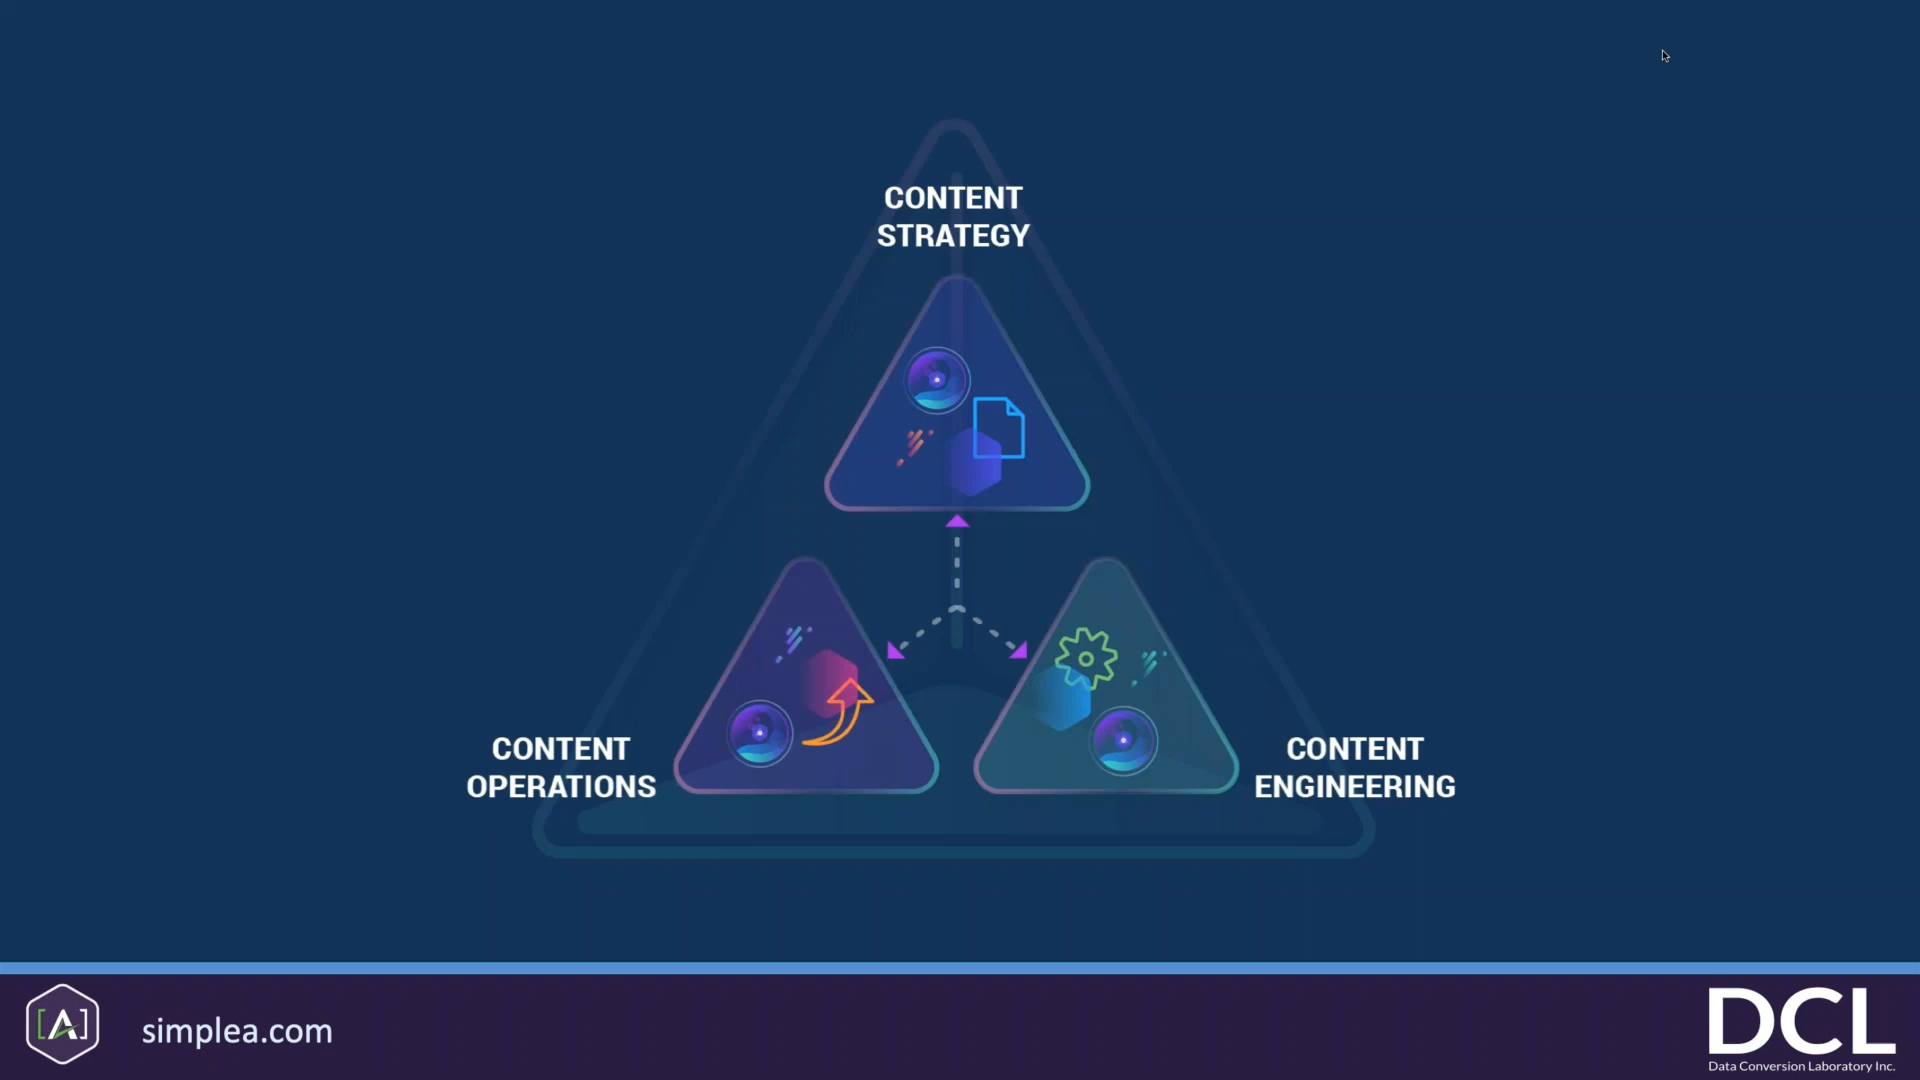 CONTENT
STRATEGY
CONTENT
OPERATIONS
CONTENT
ENGINEERING
[A]
simplea.com
DCL
Data Conversion Laboratory Inc.